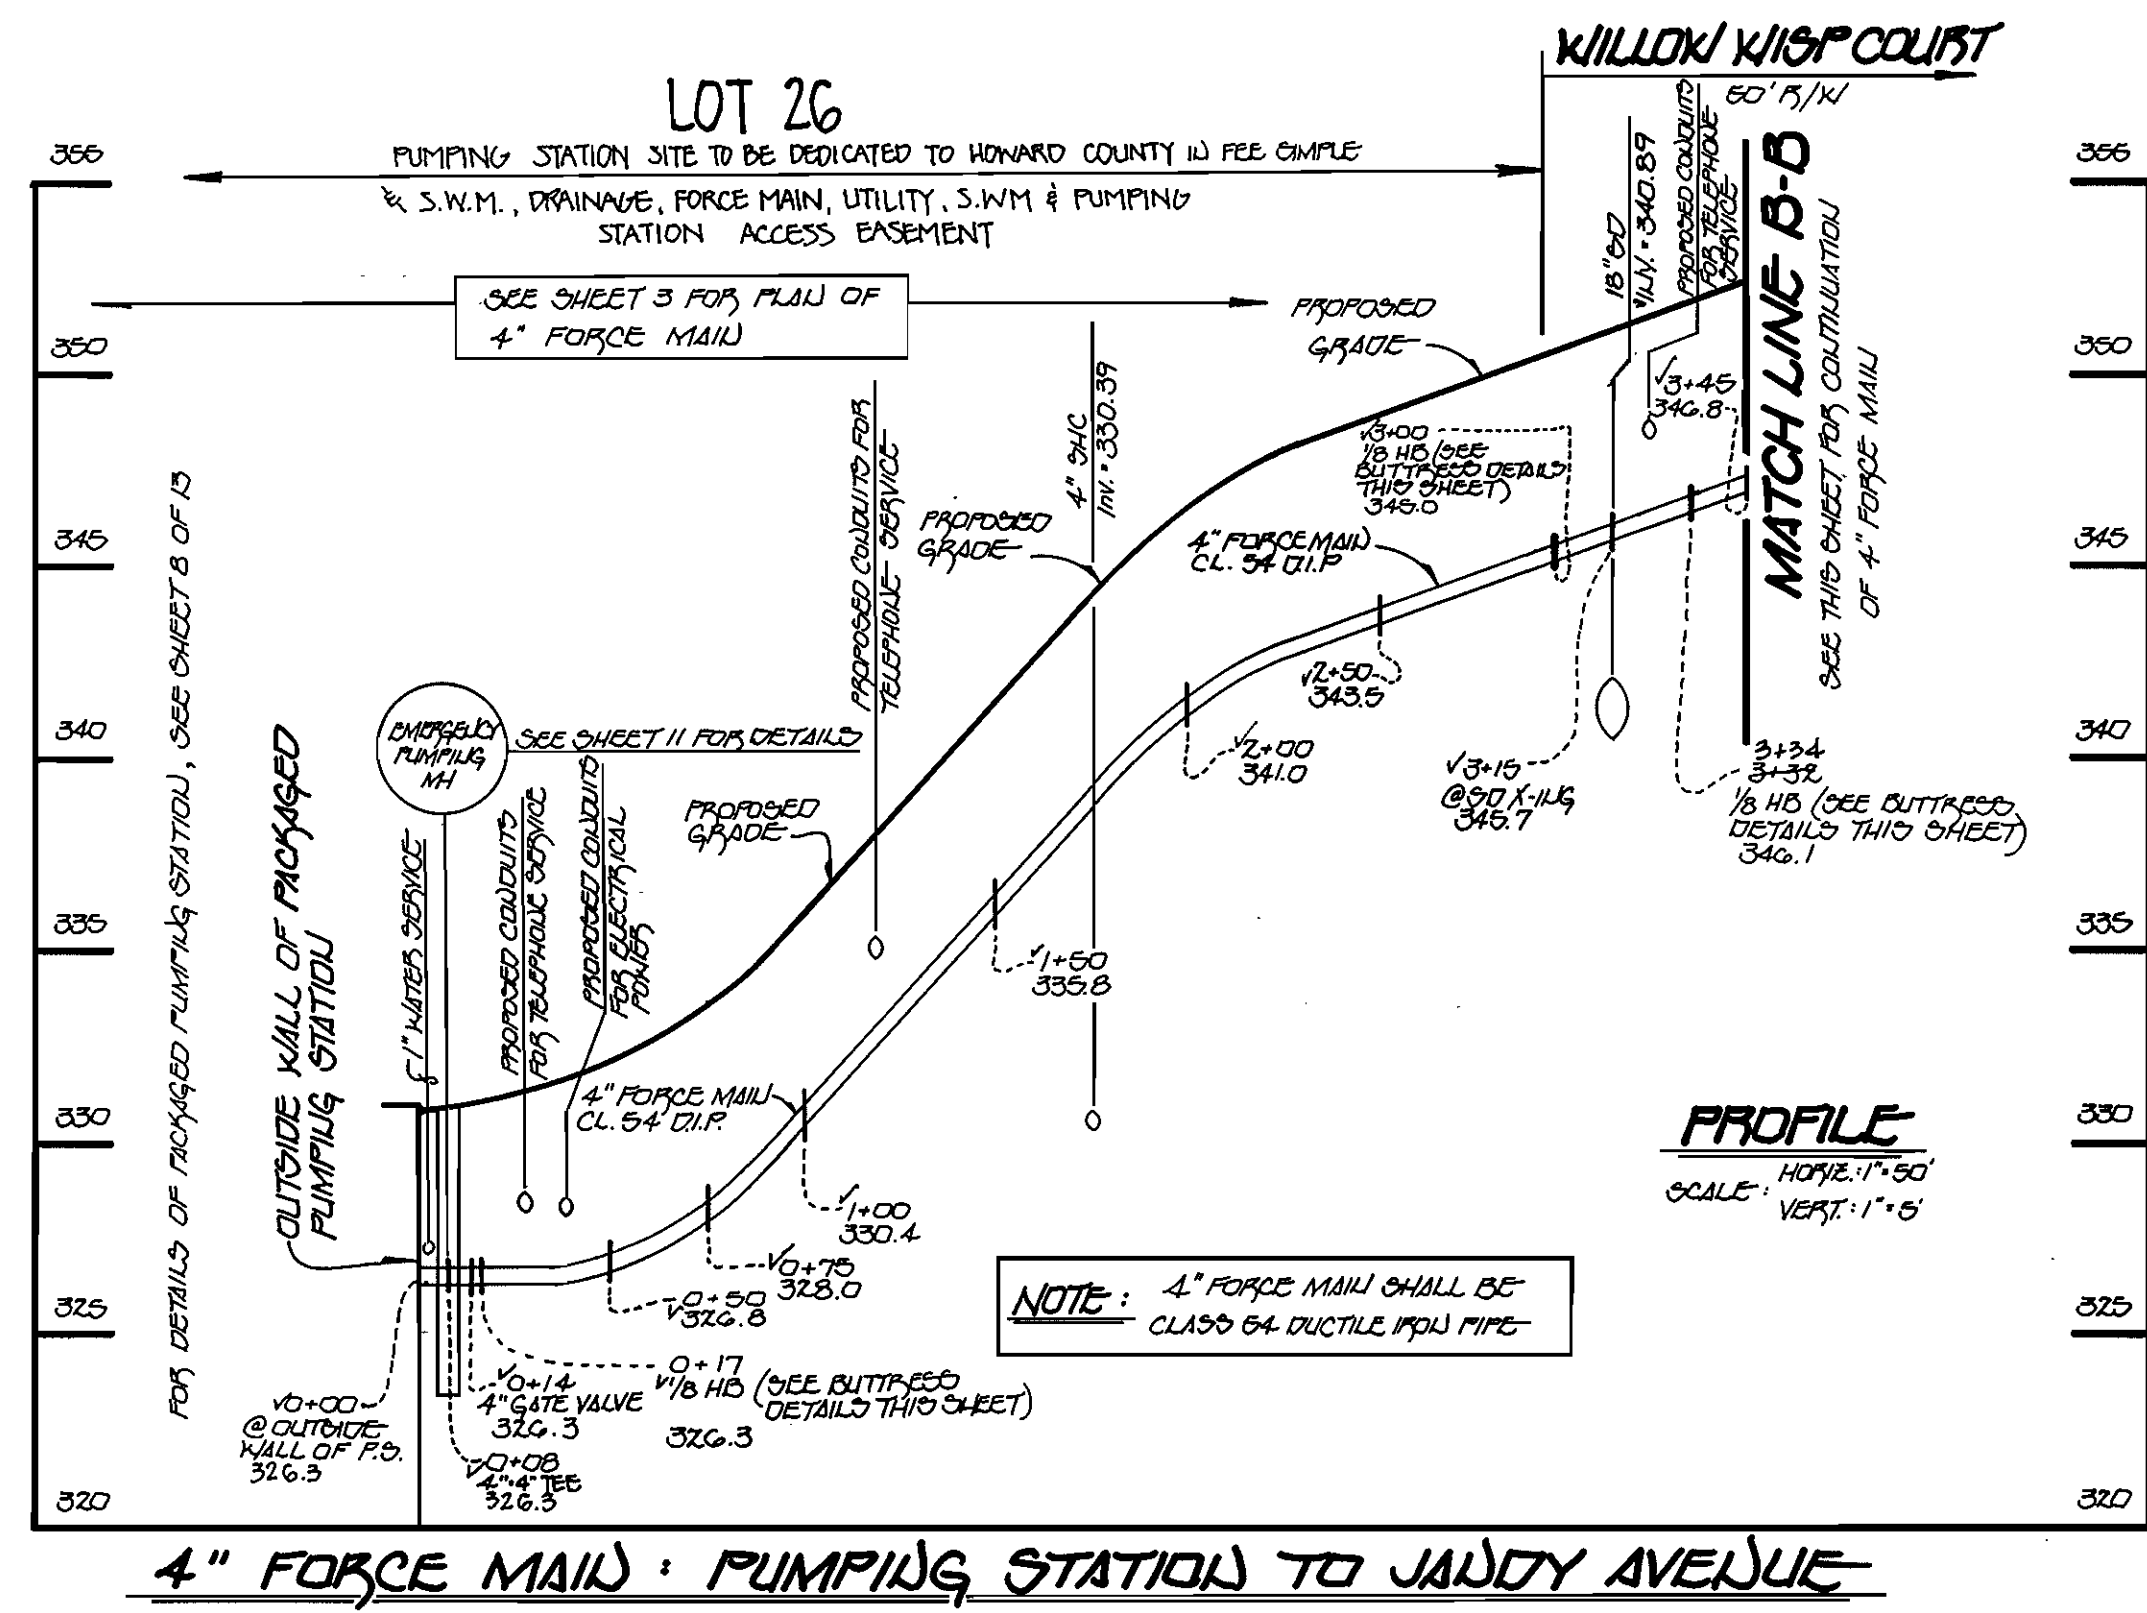 WILLOW WISP COURT
50' R/W
LOT 26
PUMPING STATION SITE TO BE DEDICATED TO HOWARD COUNTY IN FEE SIMPLE
& S.W.M., DRAINAGE, FORCE MAIN, UTILITY, S.WM & PUMPING
STATION ACCESS EASEMENT
SEE SHEET 3 FOR PLAN OF
4" FORCE MAIN
355
350
345
340
335
330
325
320
FOR DETAILS OF PACKAGED PUMPING STATION, SEE SHEET 8 OF 13
OUTSIDE WALL OF PACKAGED
PUMPING STATION
EMERGENCY
PUMPING
MH
SEE SHEET 11 FOR DETAILS
1" WATER SERVICE
PROPOSED CONDUITS
FOR TELEPHONE SERVICE
PROPOSED CONDUITS
FOR ELECTRICAL
POWER
PROPOSED
GRADE
PROPOSED CONDUITS FOR
TELEPHONE SERVICE
PROPOSED
GRADE
4" SHC
Inv. = 330.39
PROPOSED
GRADE
18" SD
INV. = 340.89
PROPOSED CONDUITS
FOR TELEPHONE
SERVICE
MATCH LINE B-B
SEE THIS SHEET FOR CONTINUATION
OF 4" FORCE MAIN
✓3+45
346.8
✓3+00
1/8 HB (SEE
BUTTRESS DETAILS
THIS SHEET)
345.0
4" FORCE MAIN
CL. 54 D.I.P.
✓2+50
343.5
✓2+00
341.0
✓3+15
@ SD X-ING
345.7
3+34
3+32
1/8 HB (SEE BUTTRESS
DETAILS THIS SHEET)
346.1
✓1+50
335.8
4" FORCE MAIN
CL. 54 D.I.P.
✓1+00
330.4
✓0+75
328.0
✓0+50
326.8
0+17
✓1/8 HB (SEE BUTTRESS
DETAILS THIS SHEET)
326.3
✓0+14
4" GATE VALVE
326.3
✓0+08
4"×4" TEE
326.3
✓0+00
@ OUTSIDE
WALL OF P.S.
326.3
NOTE: 4" FORCE MAIN SHALL BE
CLASS 54 DUCTILE IRON PIPE
PROFILE
SCALE: HORIZ.: 1" = 50'
VERT.: 1" = 5'
355
350
345
340
335
330
325
320
4" FORCE MAIN : PUMPING STATION TO JANDY AVENUE